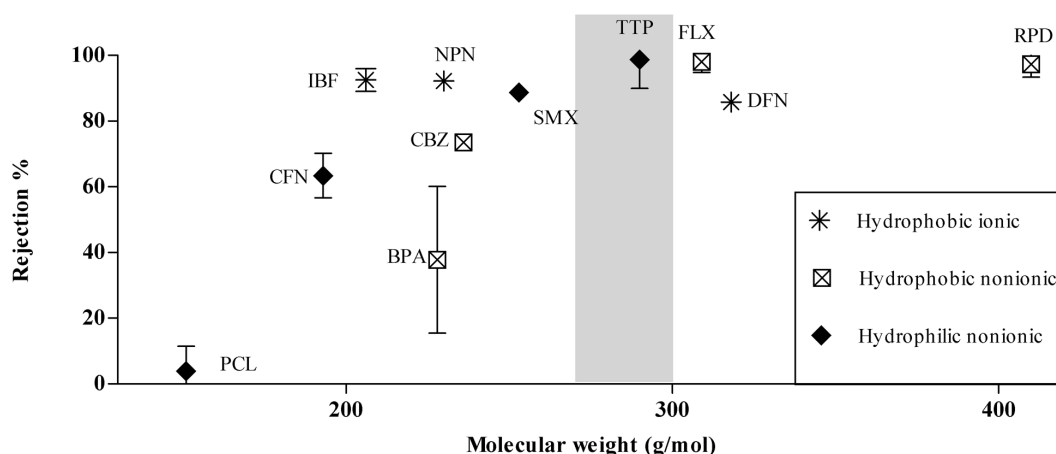 TTP
FLX
RPD
100
NPN
IBF
SMX
DFN
80
CBZ
CFN
60
Rejection %
Hydrophobic ionic
40
BPA
Hydrophobic nonionic
20
Hydrophilic nonionic
PCL
0
200
300
400
Molecular weight (g/mol)